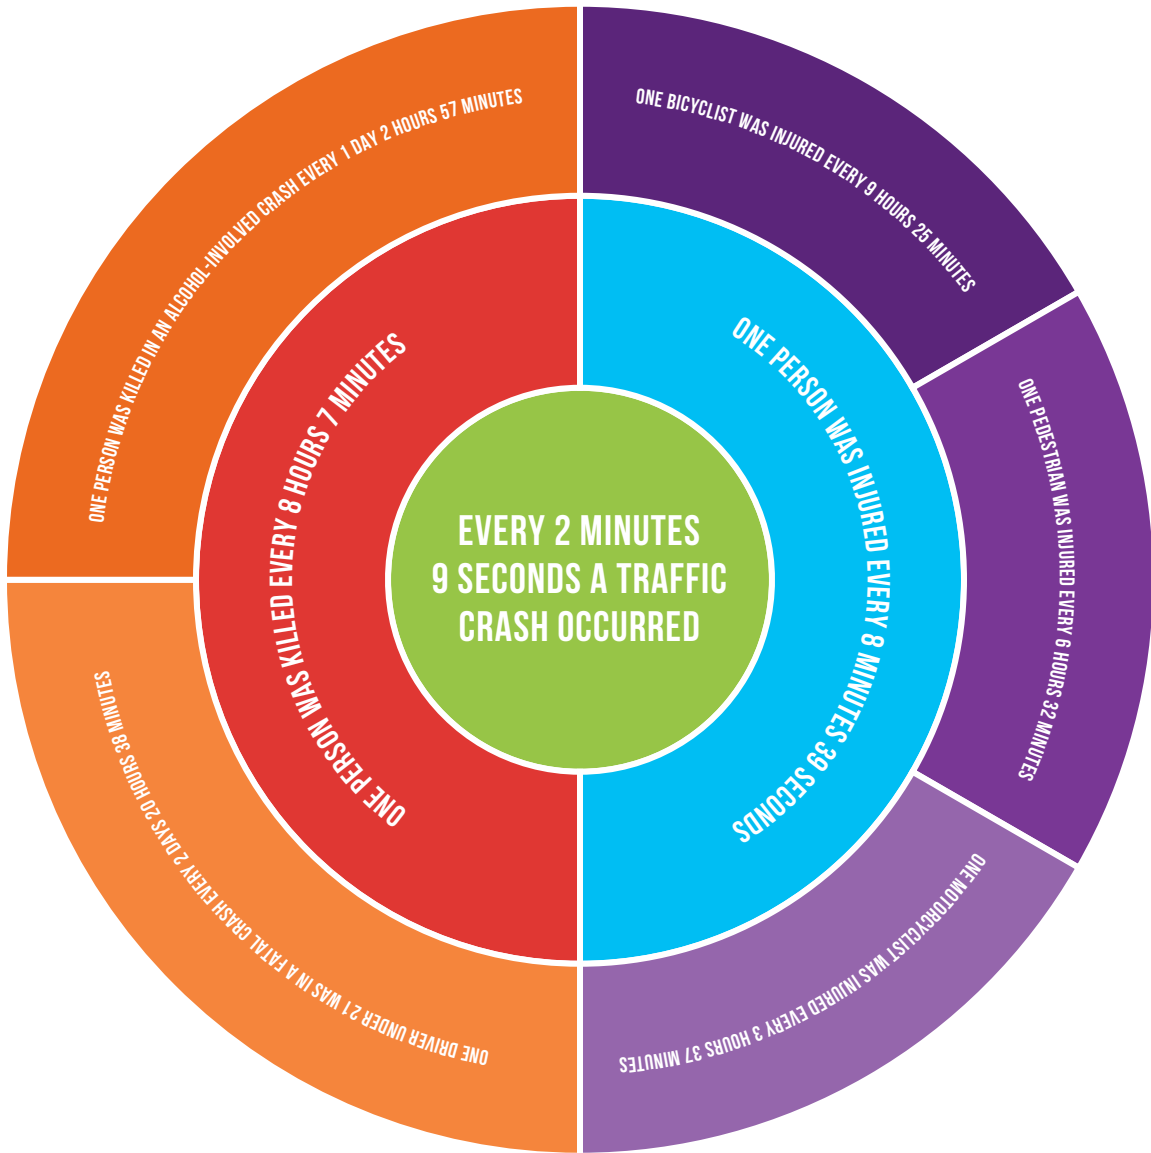 EVERY 2 MINUTES
9 SECONDS A TRAFFIC
CRASH OCCURRED
ONE PERSON WAS KILLED EVERY 8 HOURS 7 MINUTES
ONE PERSON WAS INJURED EVERY 8 MINUTES 39 SECONDS
ONE PERSON WAS KILLED IN AN ALCOHOL-INVOLVED CRASH EVERY 1 DAY 2 HOURS 57 MINUTES
ONE BICYCLIST WAS INJURED EVERY 9 HOURS 25 MINUTES
ONE PEDESTRIAN WAS INJURED EVERY 6 HOURS 32 MINUTES
ONE MOTORCYCLIST WAS INJURED EVERY 3 HOURS 37 MINUTES
ONE DRIVER UNDER 21 WAS IN A FATAL CRASH EVERY 2 DAYS 20 HOURS 38 MINUTES